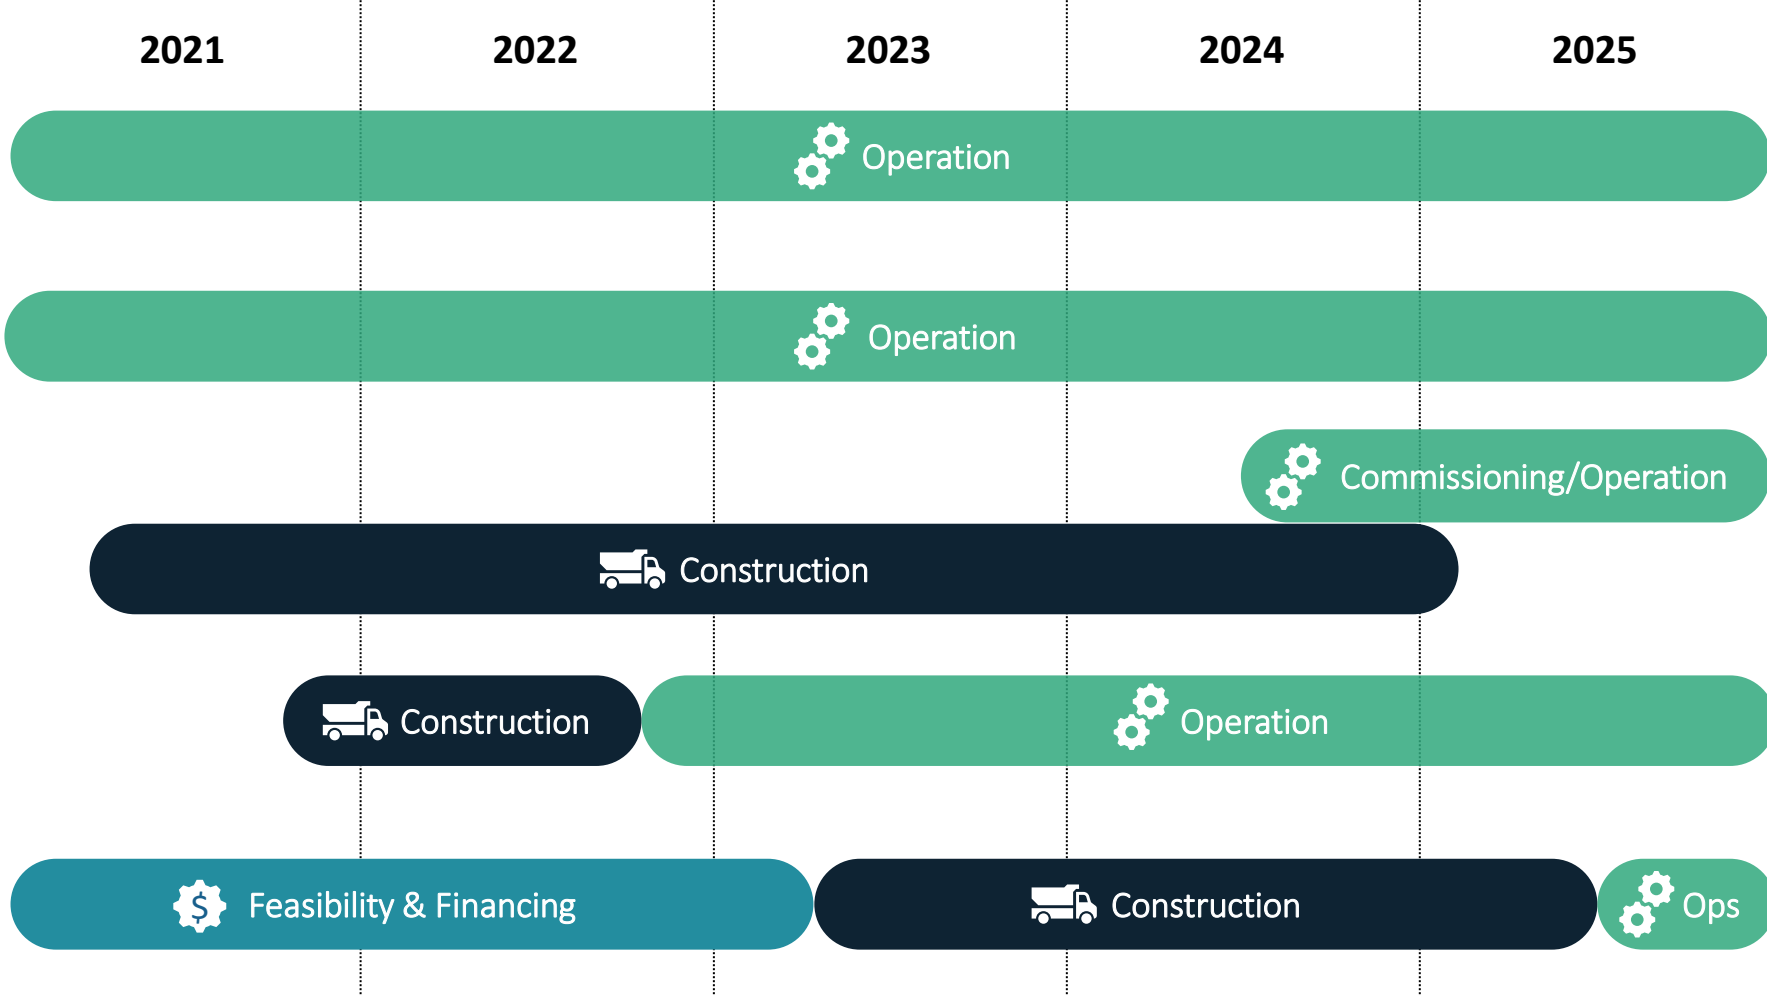 2021
2022
2023
2024
2025
Operation
Operation
Commissioning/Operation
Construction
Construction
Operation
$
Feasibility & Financing
Construction
Ops